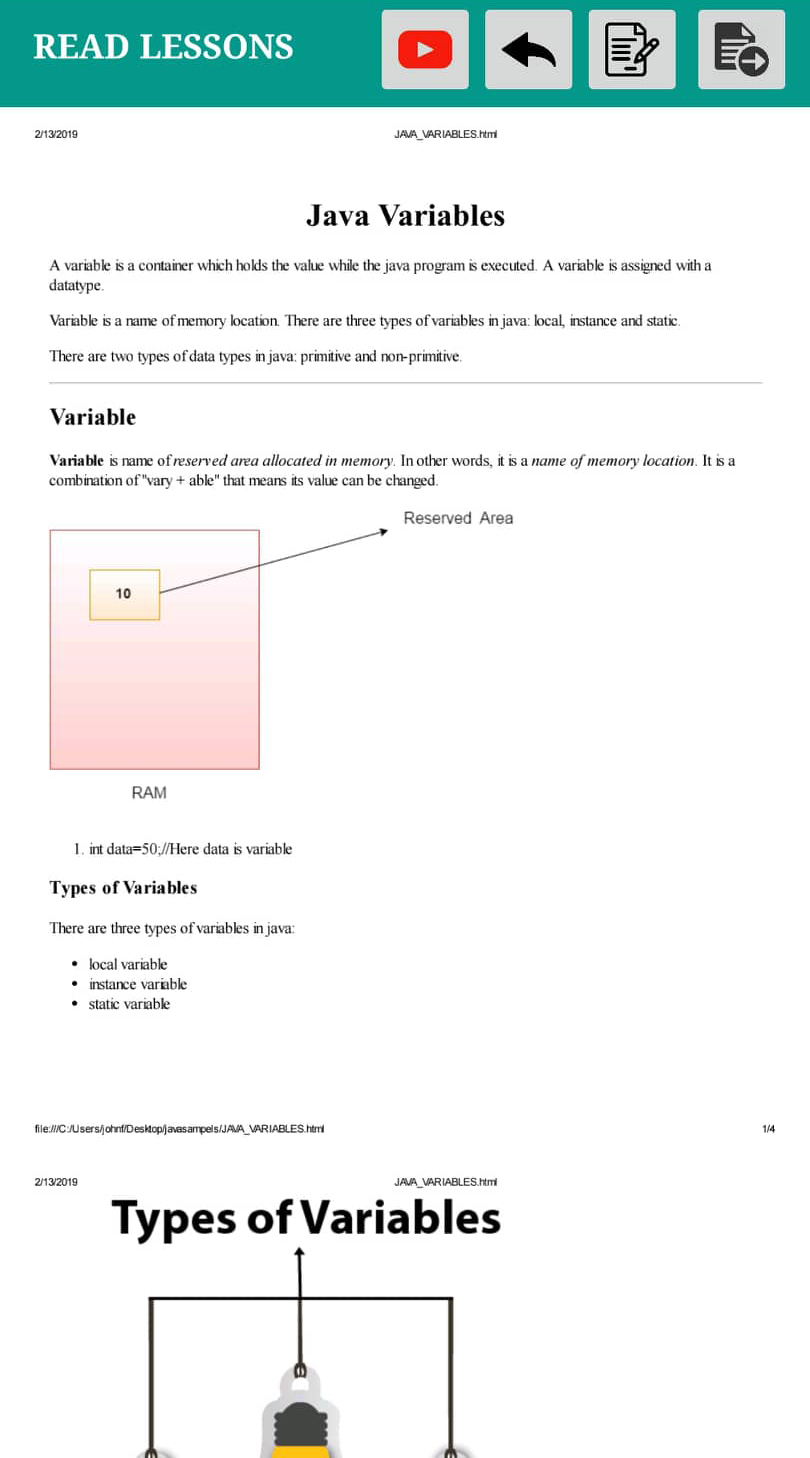 READ LESSONS
2/13/2019 JAVA_VARIABLES.html
Java Variables
A variable is a container which holds the value while the java program is executed. A variable is assigned with a
datatype.
Variable is a name of memory location. There are three types of variables in java: local, instance and static.
There are two types of data types in java: primitive and non-primitive.
Variable
Variable is name of reserved area allocated in memory. In other words, it is a name of memory location. It is a
combination of "vary + able" that means its value can be changed.
Reserved Area
10
RAM
1. int data=50;//Here data is variable
Types of Variables
There are three types of variables in java:
• local variable
• instance variable
• static variable
file:///C:/Users/johnf/Desktop/javasampels/JAVA_VARIABLES.html 1/4
2/13/2019 JAVA_VARIABLES.html
Types of Variables